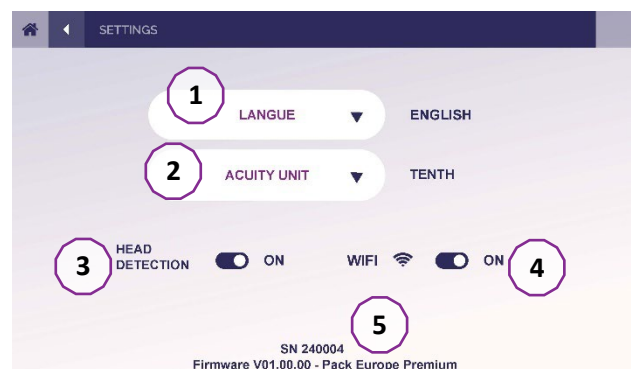 SETTINGS
1
LANGUE ENGLISH
2
ACUITY UNIT TENTH
3
HEAD
DETECTION ON WIFI ON
4
5
SN 240004
Firmware V01.00.00 - Pack Europe Premium